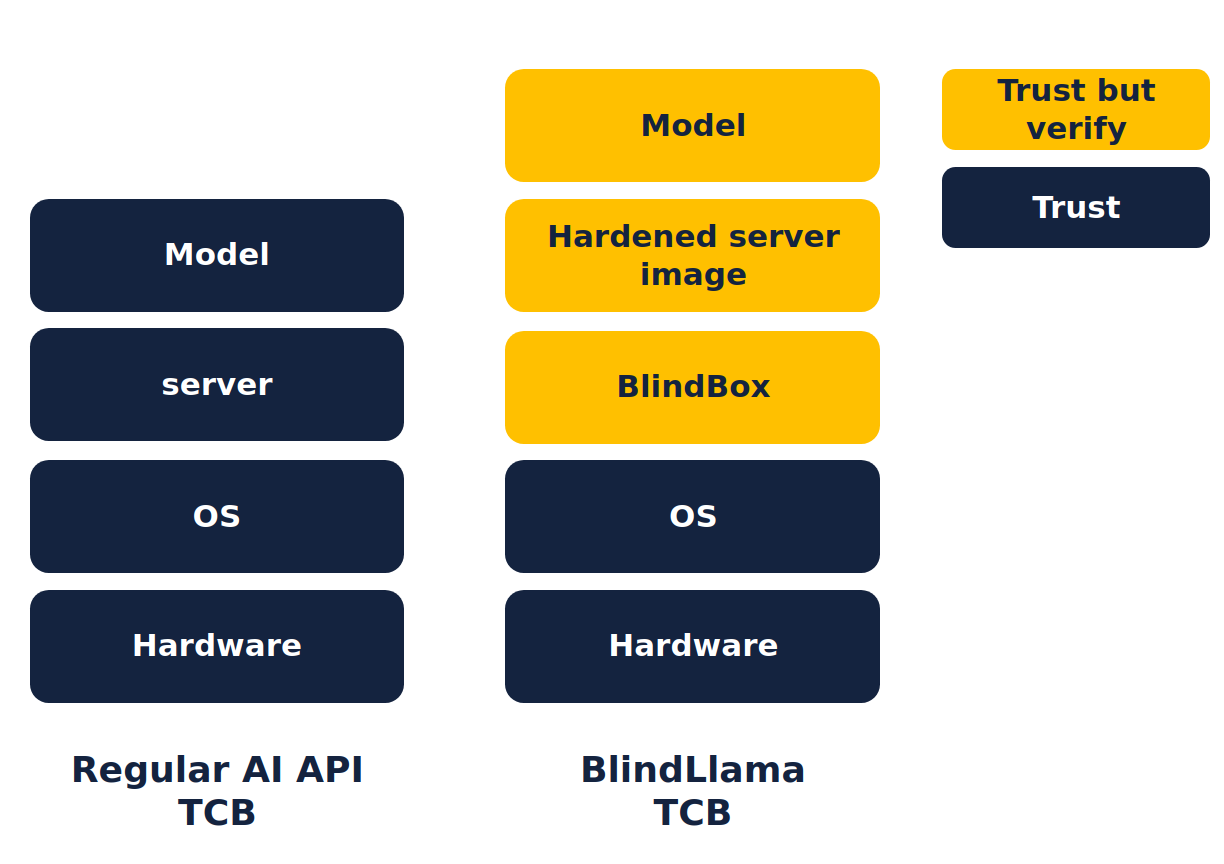 Model
server
OS
Hardware
Regular AI API
TCB
Model
Hardened server
image
BlindBox
OS
Hardware
BlindLlama
TCB
Trust but
verify
Trust